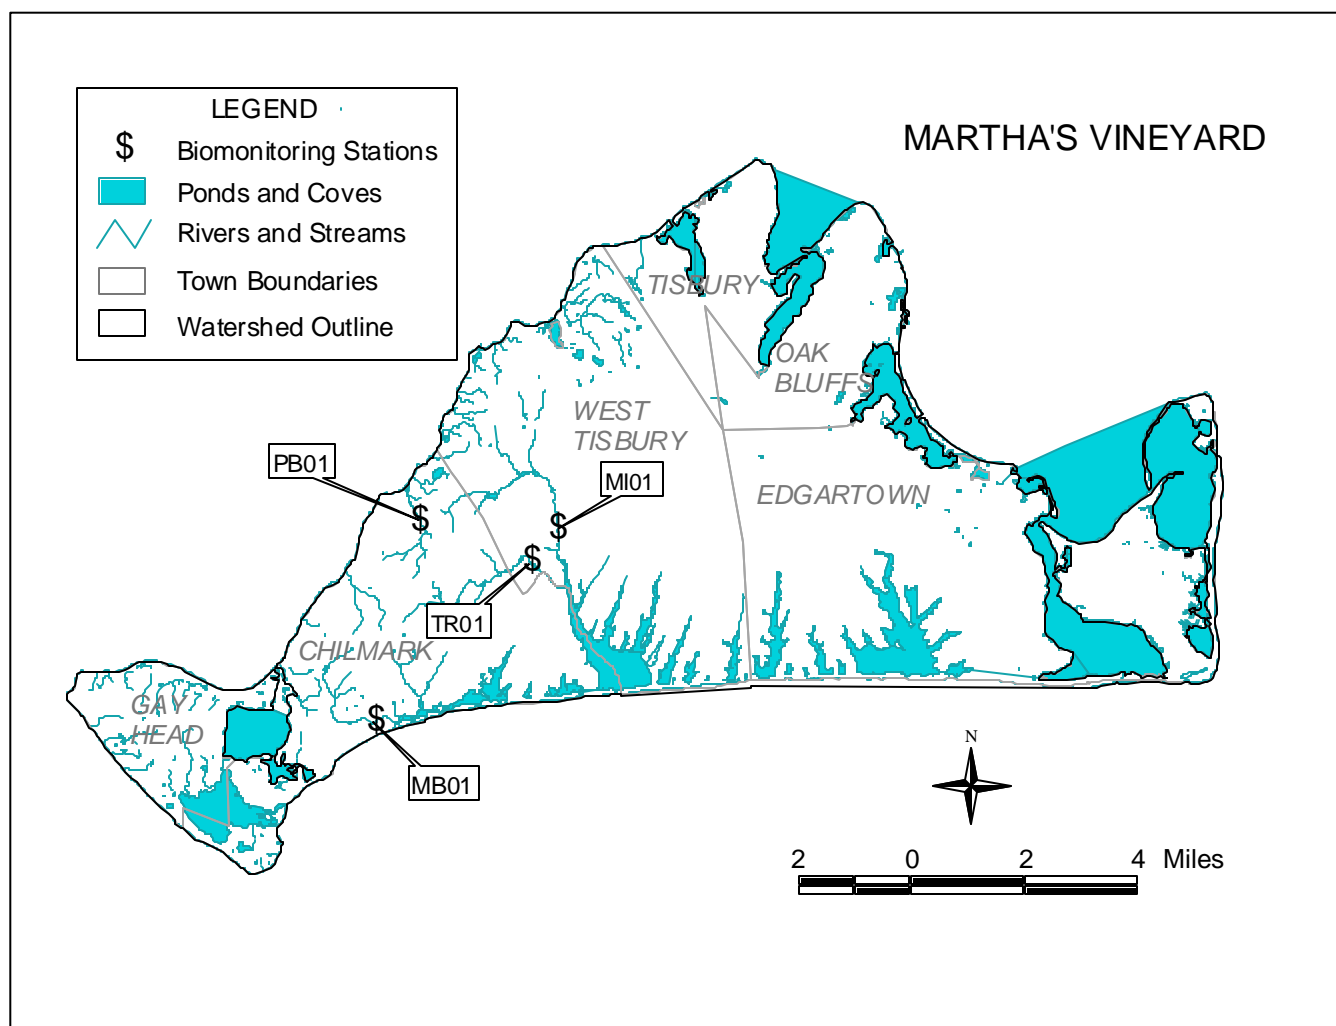 LEGEND
$ Biomonitoring Stations
Ponds and Coves
Rivers and Streams
Town Boundaries
Watershed Outline
MARTHA'S VINEYARD
TISBURY
OAK
BLUFFS
WEST
TISBURY
PB01
MI01
EDGARTOWN
$
$
$
TR01
CHILMARK
GAY
HEAD
$
MB01
N
2 0 2 4 Miles